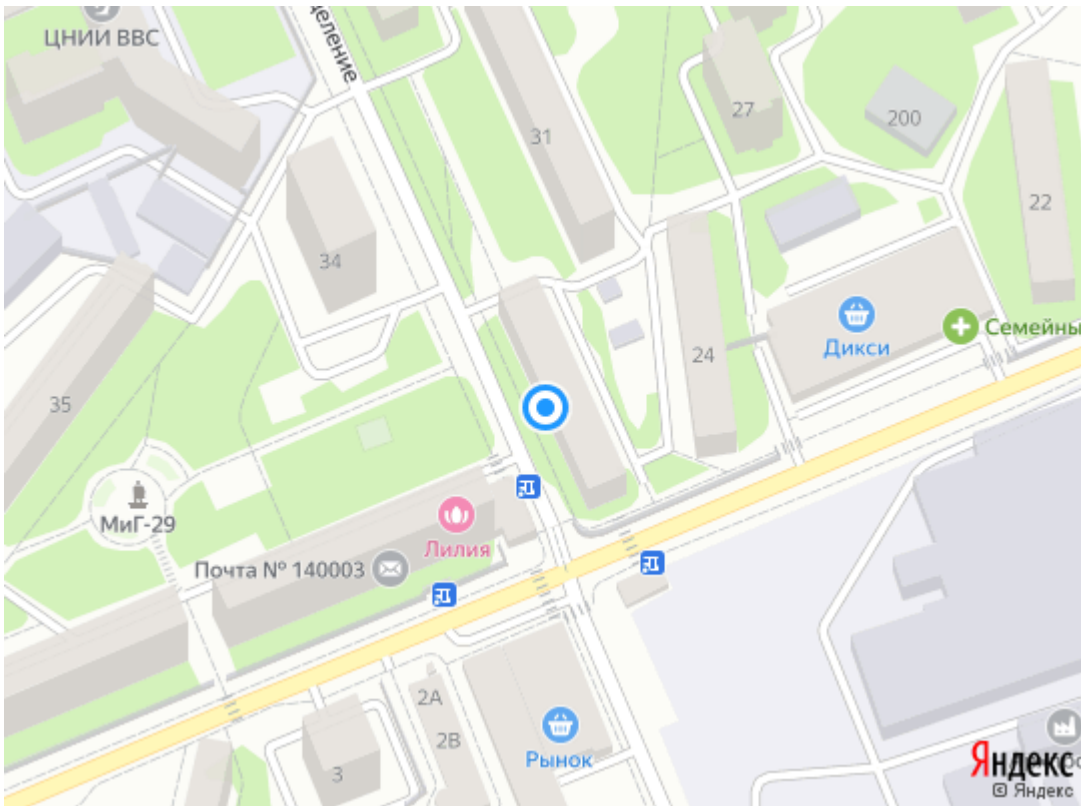 ЦНИИ ВВС
деление
31
27
200
22
34
35
24
Дикси
Семейны
МиГ-29
Лилия
Почта № 140003
2А
2В
3
Рынок
Яндекс
© Яндекс